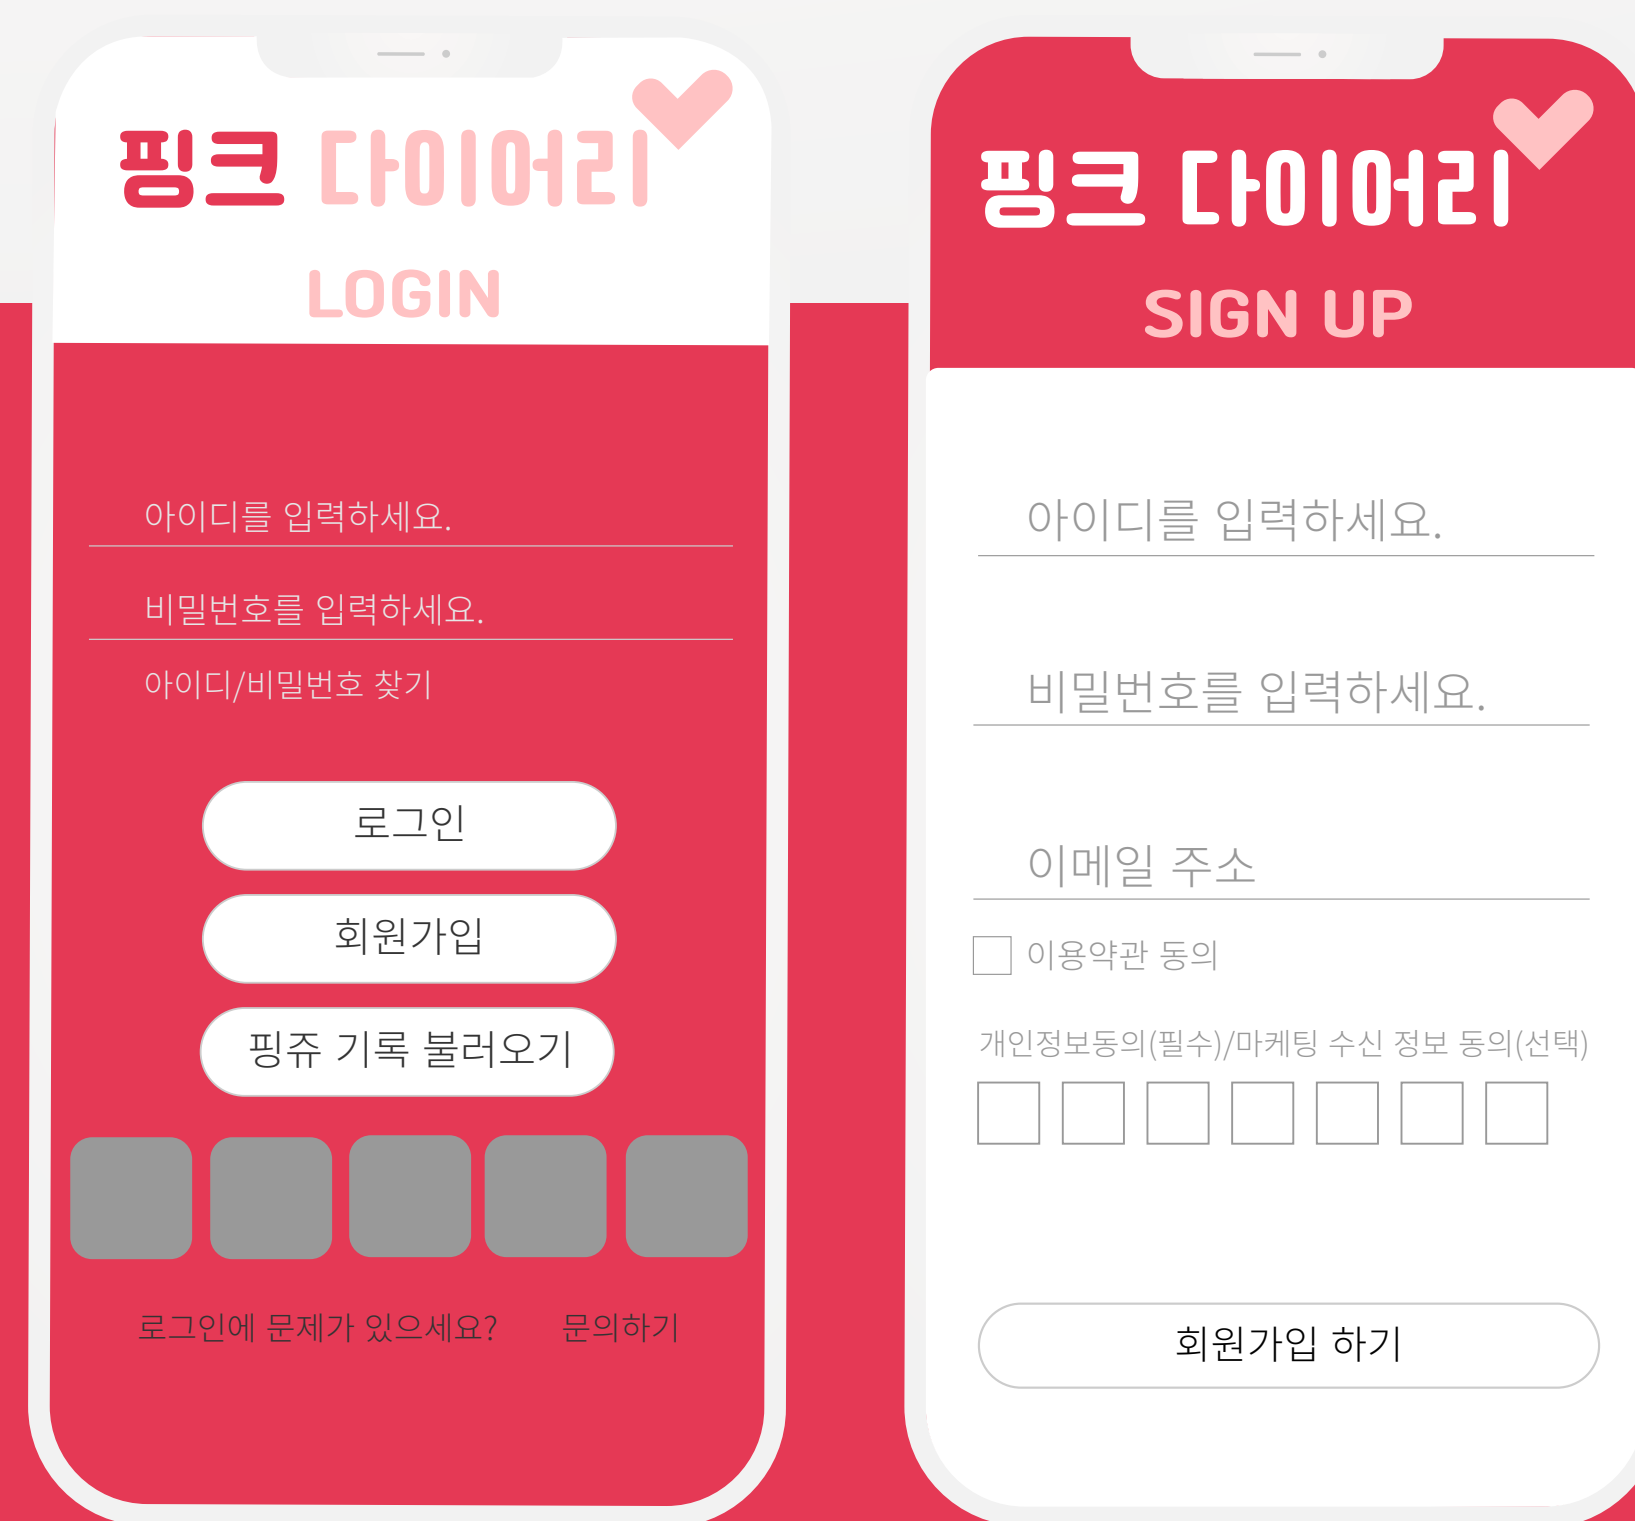 핑크 다이어리
LOGIN
아이디를 입력하세요.
비밀번호를 입력하세요.
아이디/비밀번호 찾기
로그인
회원가입
핑쥬 기록 불러오기
로그인에 문제가 있으세요? 문의하기
핑크 다이어리
SIGN UP
아이디를 입력하세요.
비밀번호를 입력하세요.
이메일 주소
이용약관 동의
개인정보동의(필수)/마케팅 수신 정보 동의(선택)
회원가입 하기